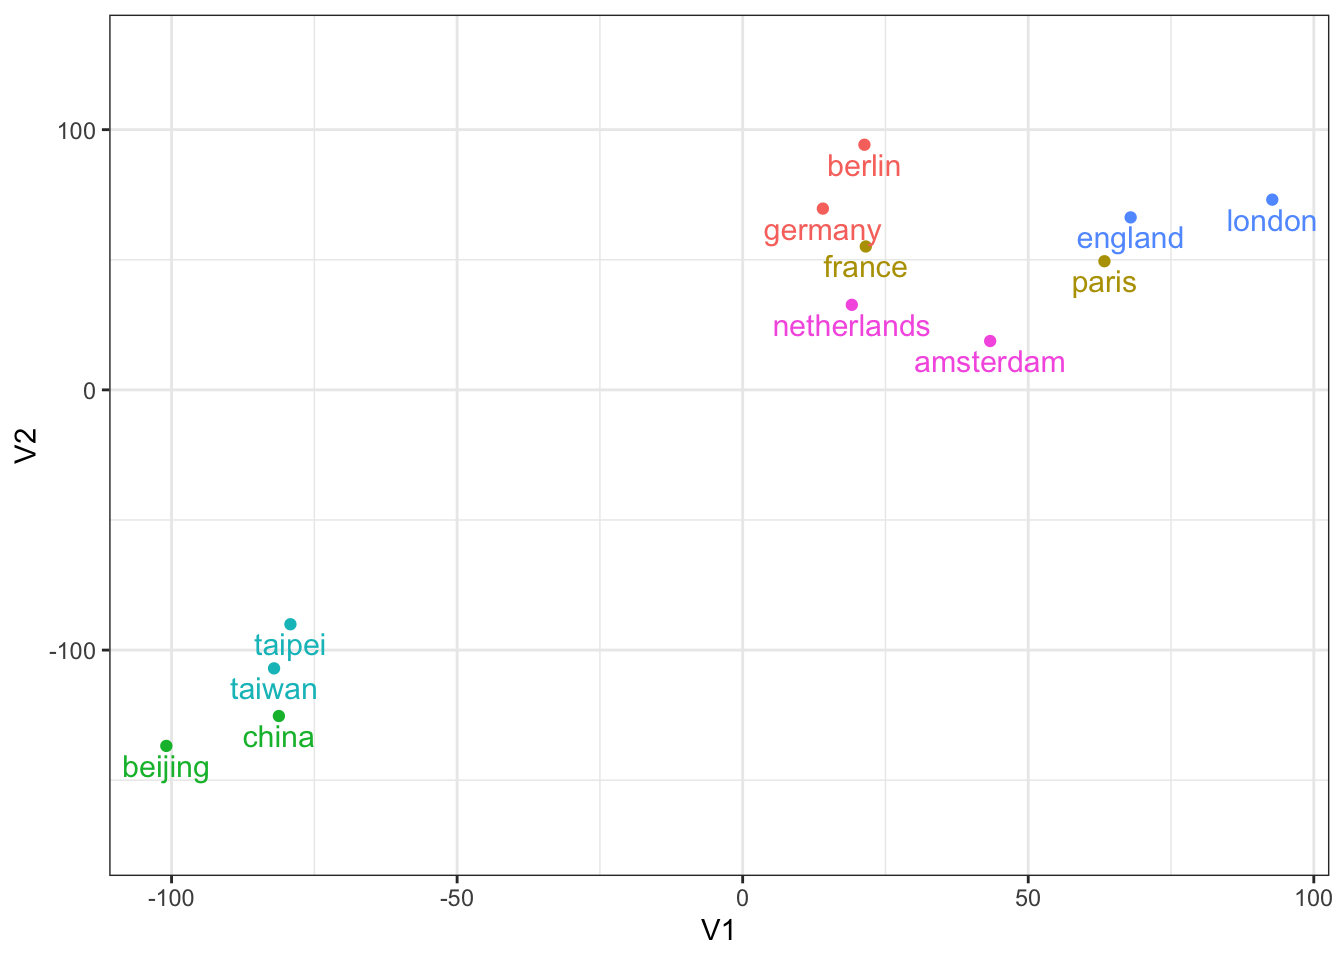 100
berlin
london
germany
england
france
paris
netherlands
amsterdam
0
V2
taipei
-100
taiwan
china
beijing
-100
-50
0
50
100
V1